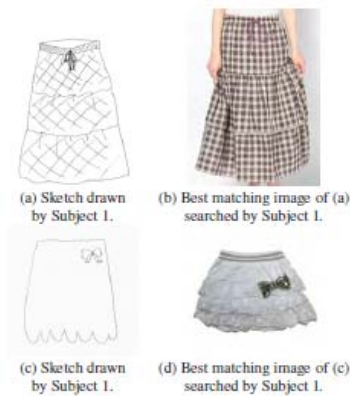 (a) Sketch drawn
by Subject 1.
(b) Best matching image of (a)
searched by Subject 1.
(c) Sketch drawn
by Subject 1.
(d) Best matching image of (c)
searched by Subject 1.